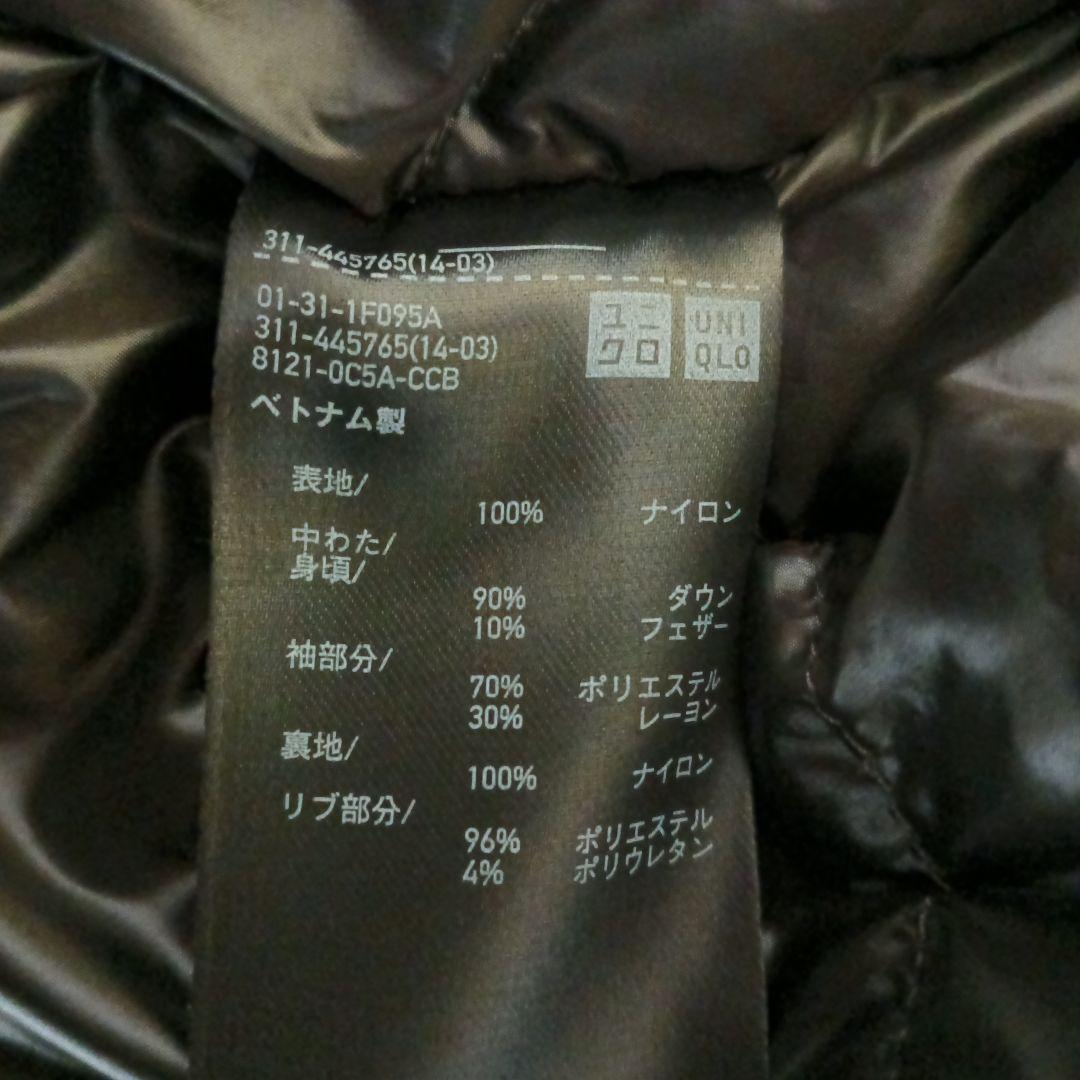 311-445765(14-03)
01-31-1F095A
311-445765(14-03)
8121-0C5A-CCB
ユニ
クロ
UNI
QLO
ベトナム製
表地/
100% ナイロン
中わた/
身頃/
90% ダウン
10% フェザー
袖部分/
70% ポリエステル
30% レーヨン
裏地/
100% ナイロン
リブ部分/
96% ポリエステル
4% ポリウレタン